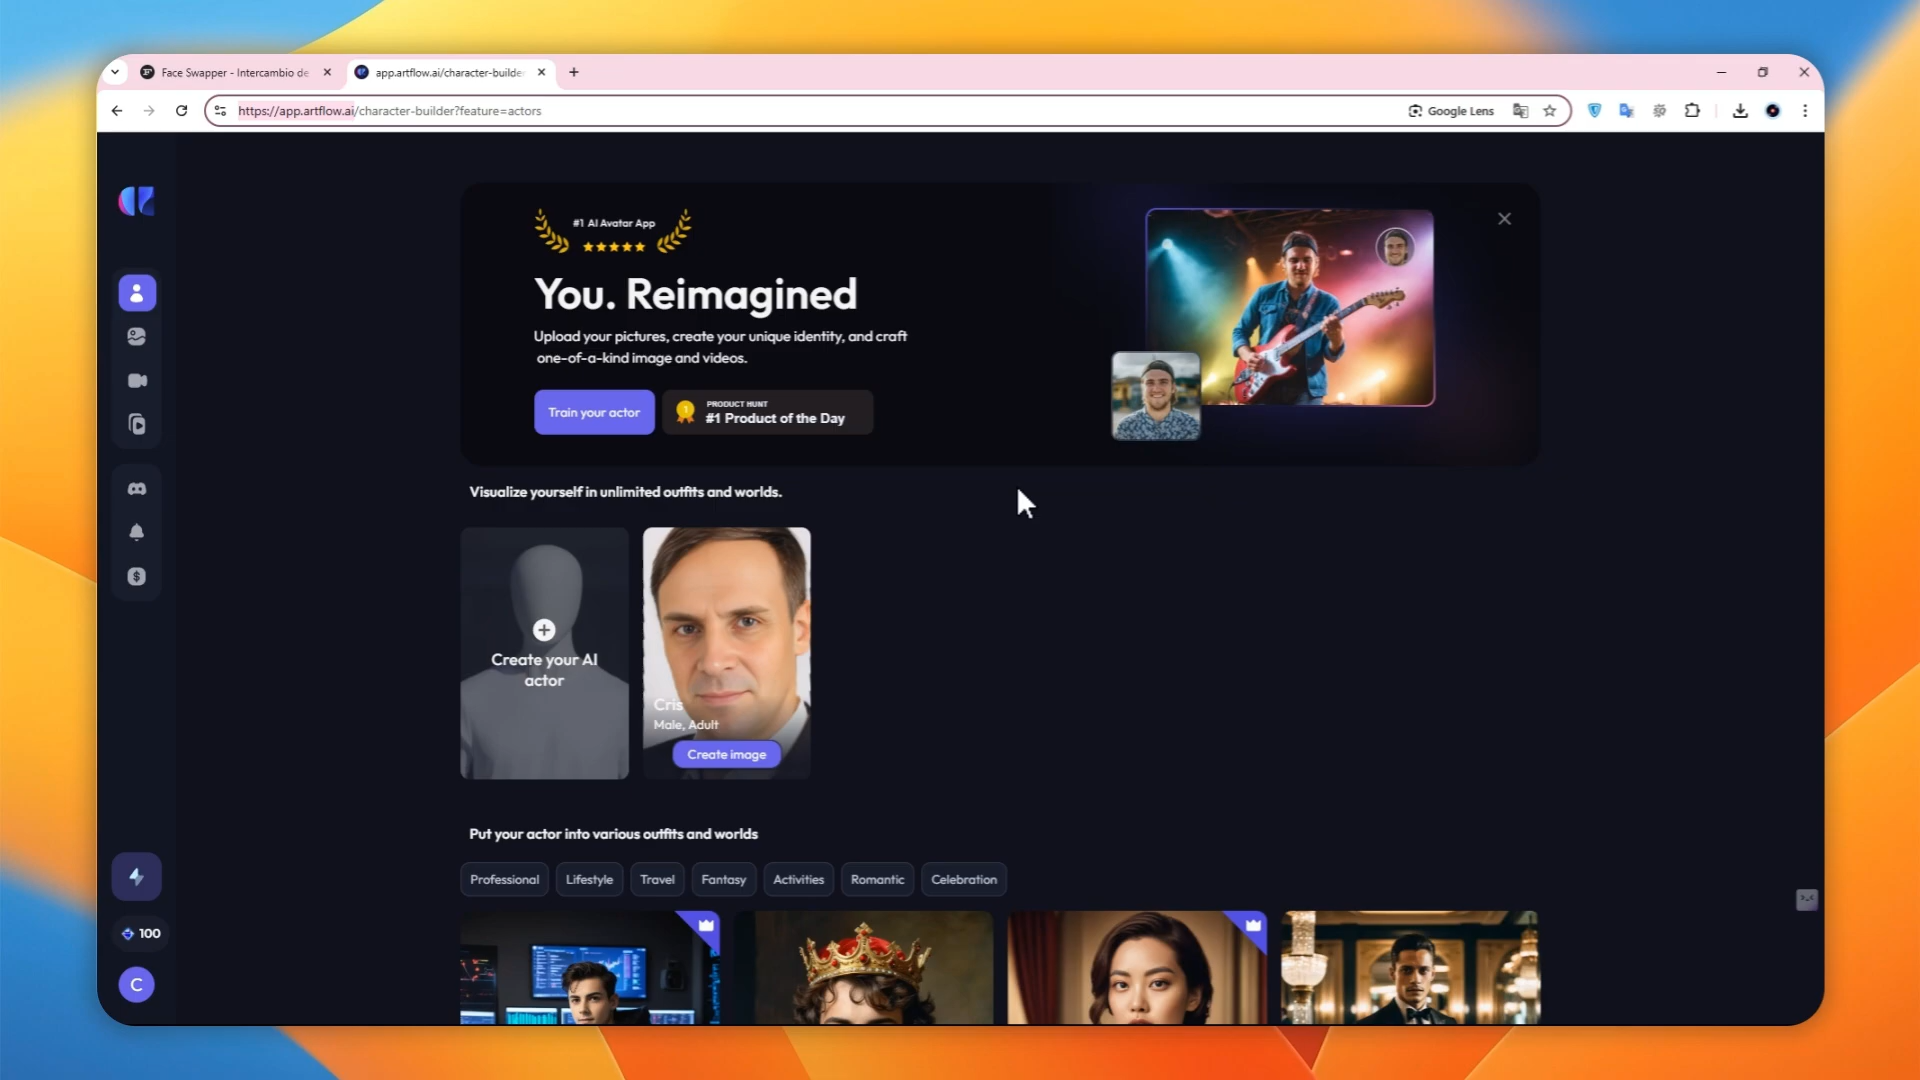 Face Swapper - Intercambio de
app.artflow.ai/character-builder
https://app.artflow.ai/character-builder?feature=actors
Google Lens
#1 AI Avatar App
You. Reimagined
Upload your pictures, create your unique identity, and craft
one-of-a-kind image and videos.
Train your actor
PRODUCT HUNT
#1 Product of the Day
1
Visualize yourself in unlimited outfits and worlds.
Create your AI
actor
Cris
Male, Adult
Create image
Put your actor into various outfits and worlds
Professional
Lifestyle
Travel
Fantasy
Activities
Romantic
Celebration
100
C